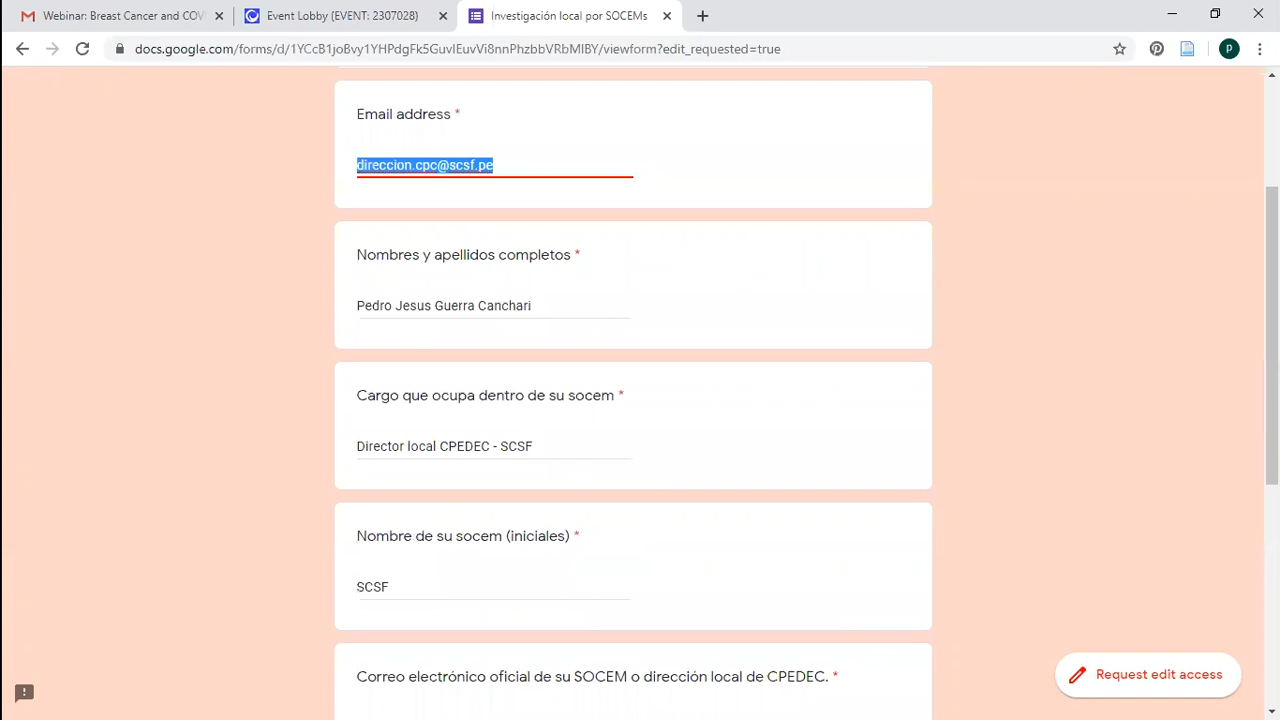 Webinar: Breast Cancer and COV
Event Lobby (EVENT: 2307028)
Investigación local por SOCEMs
docs.google.com/forms/d/1YCcB1joBvy1YHPdgFk5GuvlEuvVi8nnPhzbbVRbMlBY/viewform?edit_requested=true
P
Email address *
direccion.cpc@scsf.pe
Nombres y apellidos completos *
Pedro Jesus Guerra Canchari
Cargo que ocupa dentro de su socem *
Director local CPEDEC - SCSF
Nombre de su socem (iniciales) *
SCSF
Correo electrónico oficial de su SOCEM o dirección local de CPEDEC. *
Request edit access